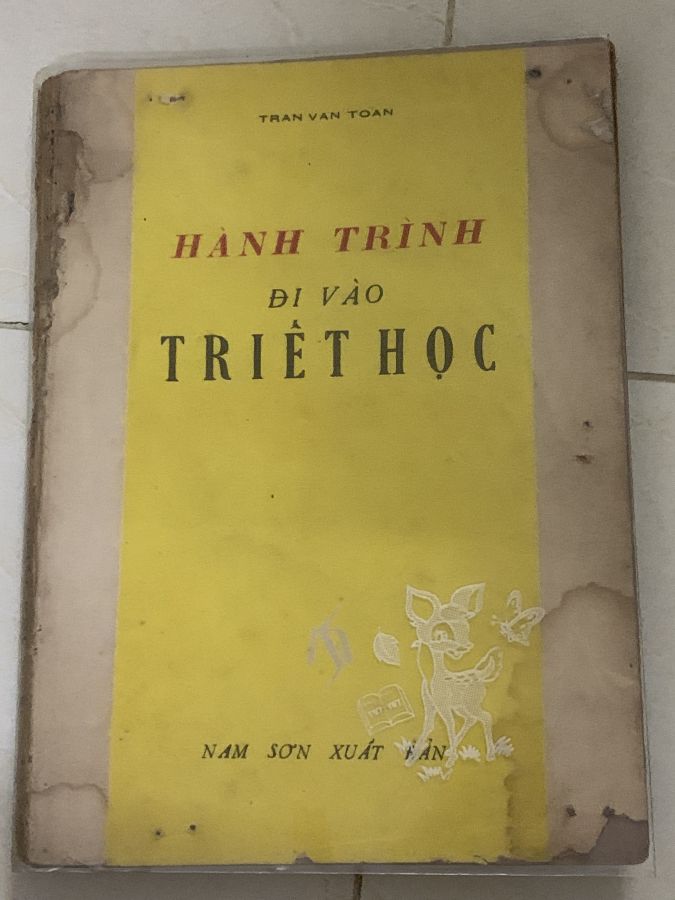 TRAN VAN TOAN
HÀNH TRÌNH
ĐI VÀO
TRIẾT HỌC
NAM SƠN XUẤT BẢN